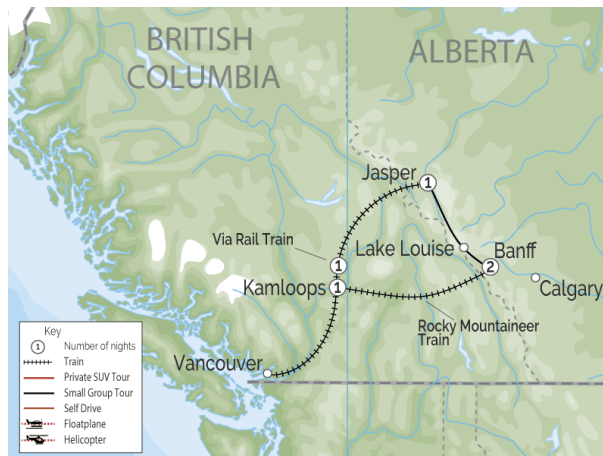 BRITISH
COLUMBIA
ALBERTA
Jasper
1
Via Rail Train
Lake Louise
Banff
1
2
Kamloops
1
Calgary
Rocky Mountaineer
Train
Vancouver
Key
1 Number of nights
Train
Private SUV Tour
Small Group Tour
Self Drive
Floatplane
Helicopter